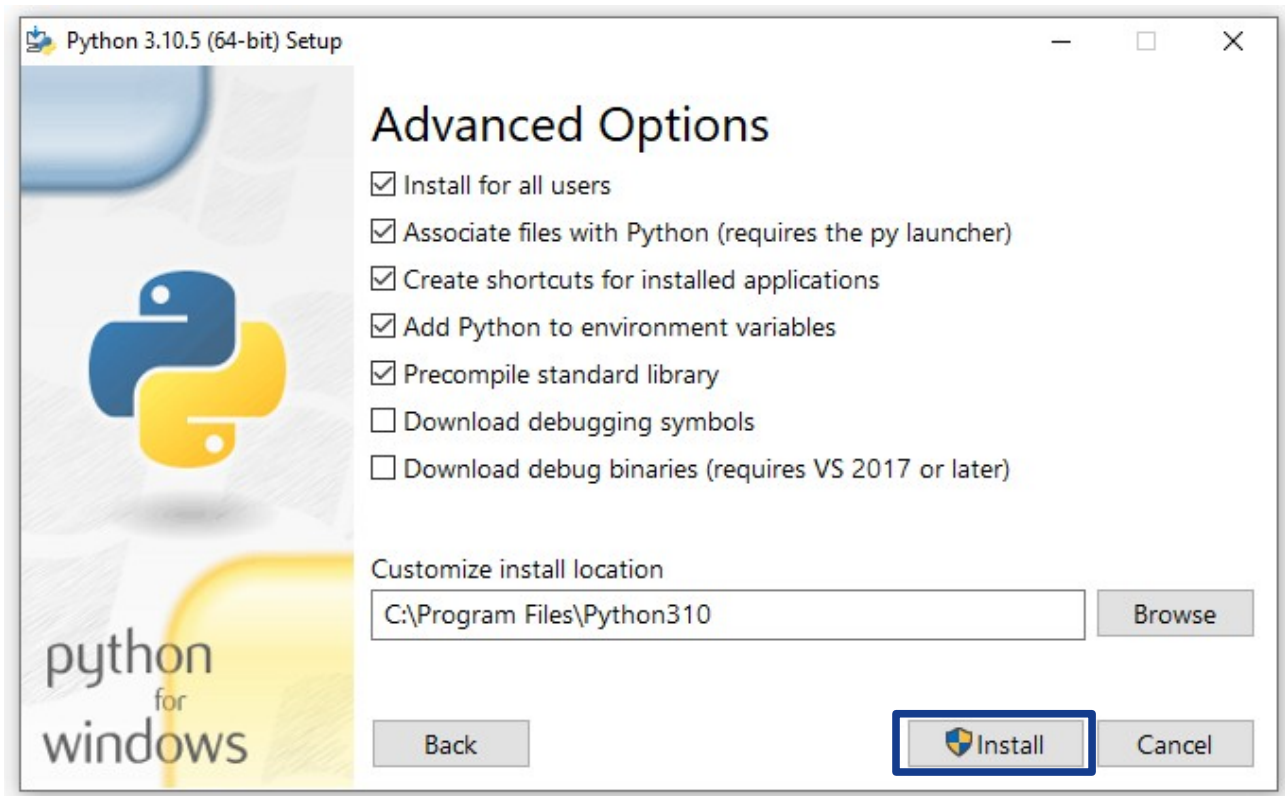 Python 3.10.5 (64-bit) Setup
Advanced Options
Install for all users
Associate files with Python (requires the py launcher)
Create shortcuts for installed applications
Add Python to environment variables
Precompile standard library
Download debugging symbols
Download debug binaries (requires VS 2017 or later)
Customize install location
C:\Program Files\Python310
Browse
python
for
windows
Back
Install
Cancel